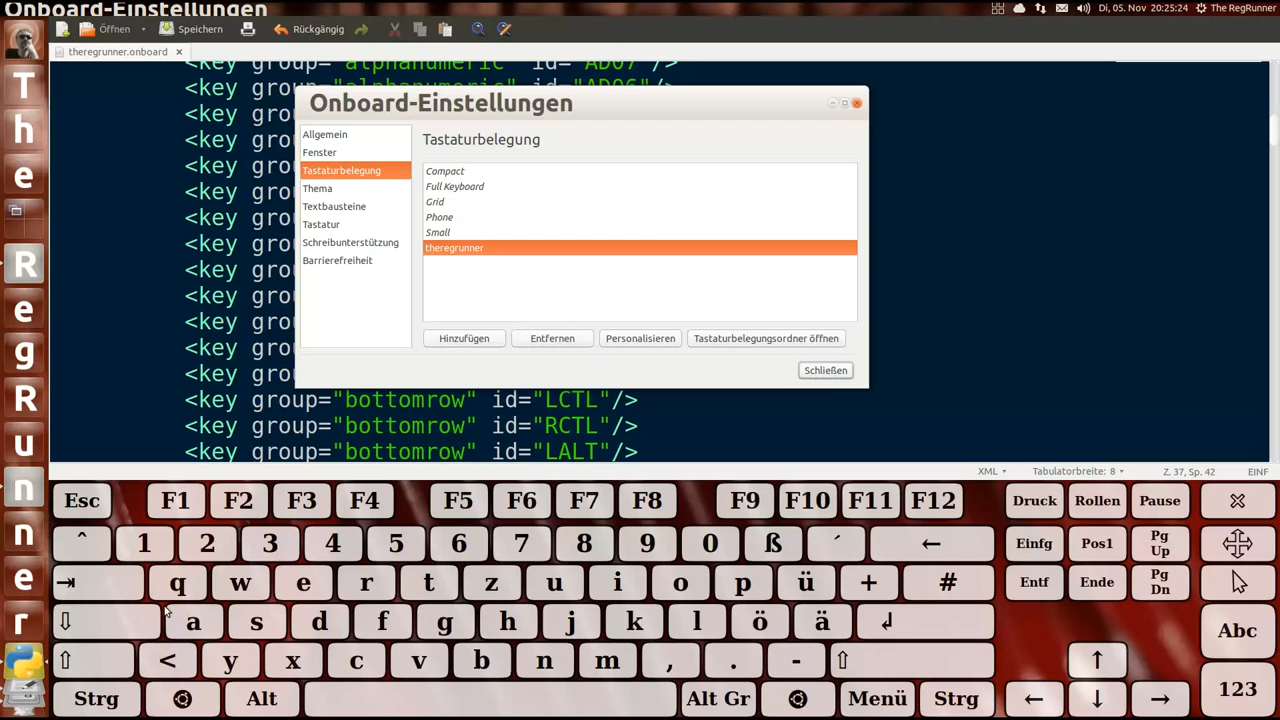 Onboard-Einstellungen
Di, 05. Nov 20:25:24 The RegRunner
Öffnen Speichern Rückgängig
theregrunner.onboard
<key group="alphanumeric" id="AD07"/>
<key group="alphanumeric" id="AD06"/>
<key gro
<key gro
<key gro
<key gro
<key gro
<key gro
<key gro
<key gro
<key gro
<key gro
<key gro
<key group="bottomrow" id="LCTL"/>
<key group="bottomrow" id="RCTL"/>
<key group="bottomrow" id="LALT"/>
Onboard-Einstellungen
Allgemein
Fenster
Tastaturbelegung
Thema
Textbausteine
Tastatur
Schreibunterstützung
Barrierefreiheit
Tastaturbelegung
Compact
Full Keyboard
Grid
Phone
Small
theregrunner
Hinzufügen Entfernen Personalisieren Tastaturbelegungsordner öffnen
Schließen
XML Tabulatorbreite: 8 Z. 37, Sp. 42 EINF
T
h
e
R
e
g
R
u
n
n
e
r
Esc F1 F2 F3 F4 F5 F6 F7 F8 F9 F10 F11 F12 Druck Rollen Pause
^ 1 2 3 4 5 6 7 8 9 0 ß ´ ← Einfg Pos1 Pg Up
⇥ q w e r t z u i o p ü + # Entf Ende Pg Dn
⇩ a s d f g h j k l ö ä ↲ Abc
⇧ < y x c v b n m , . - ⇧ ↑
Strg Alt Alt Gr Menü Strg ← ↓ → 123